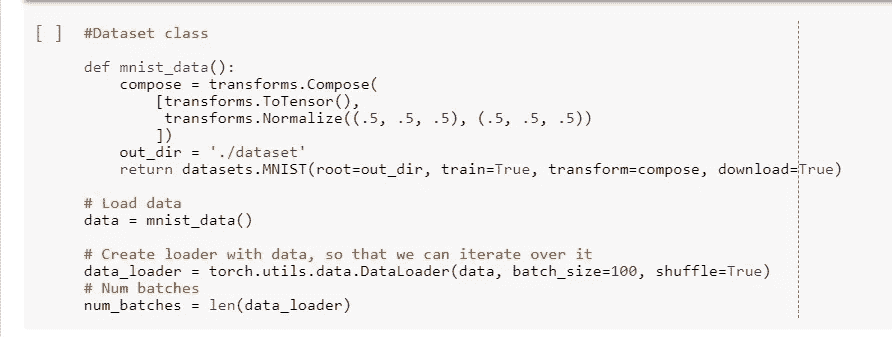 [ ] #Dataset class
def mnist_data():
    compose = transforms.Compose(
        [transforms.ToTensor(),
         transforms.Normalize((.5, .5, .5), (.5, .5, .5))
        ])
    out_dir = './dataset'
    return datasets.MNIST(root=out_dir, train=True, transform=compose, download=True)
# Load data
data = mnist_data()
# Create loader with data, so that we can iterate over it
data_loader = torch.utils.data.DataLoader(data, batch_size=100, shuffle=True)
# Num batches
num_batches = len(data_loader)